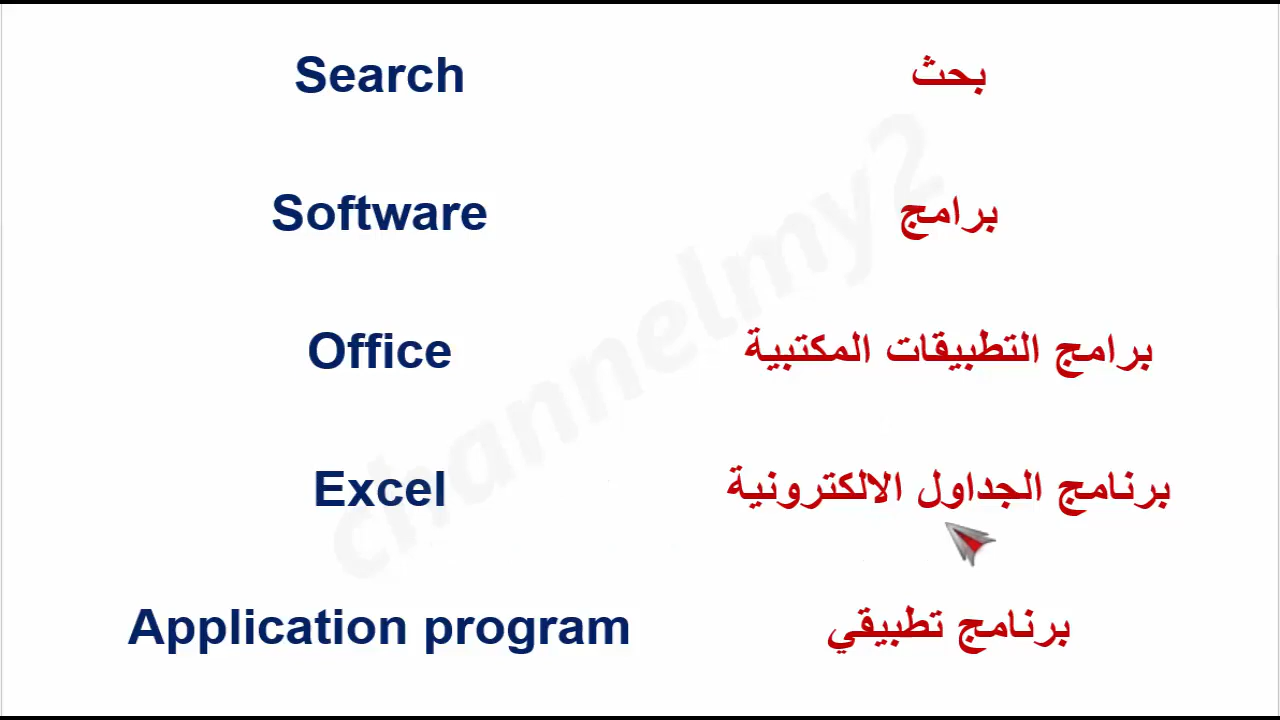 Search بحث
Software برامج
Office برامج التطبيقات المكتبية
Excel برنامج الجداول الالكترونية
Application program برنامج تطبيقي
channelmy2